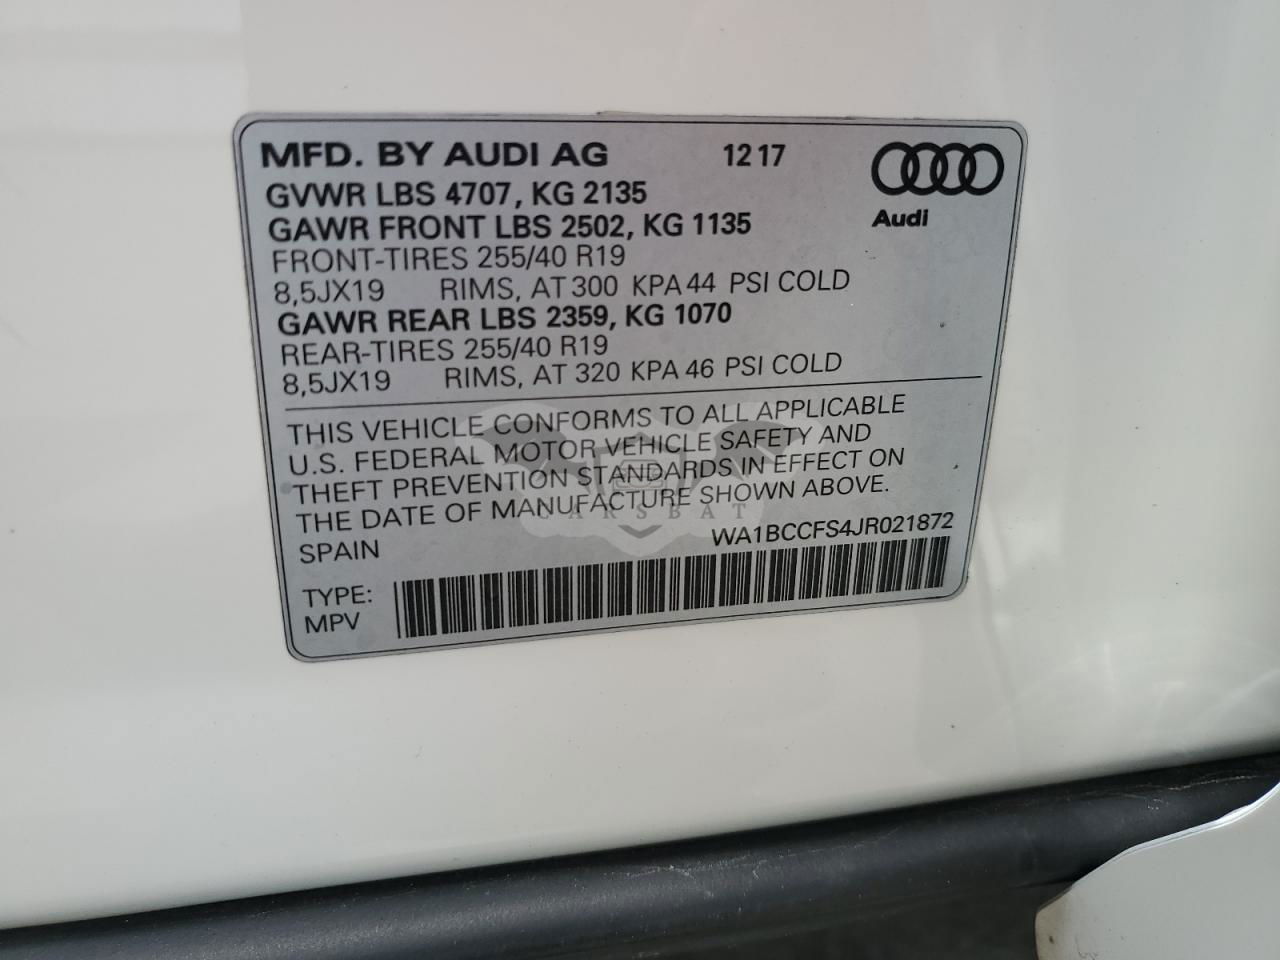 MFD. BY AUDI AG 12 17
GVWR LBS 4707, KG 2135
GAWR FRONT LBS 2502, KG 1135
Audi
FRONT-TIRES 255/40 R19
8,5JX19 RIMS, AT 300 KPA 44 PSI COLD
GAWR REAR LBS 2359, KG 1070
REAR-TIRES 255/40 R19
8,5JX19 RIMS, AT 320 KPA 46 PSI COLD
THIS VEHICLE CONFORMS TO ALL APPLICABLE
U.S. FEDERAL MOTOR VEHICLE SAFETY AND
THEFT PREVENTION STANDARDS IN EFFECT ON
THE DATE OF MANUFACTURE SHOWN ABOVE.
CARSBAT
SPAIN WA1BCCFS4JR021872
TYPE:
MPV